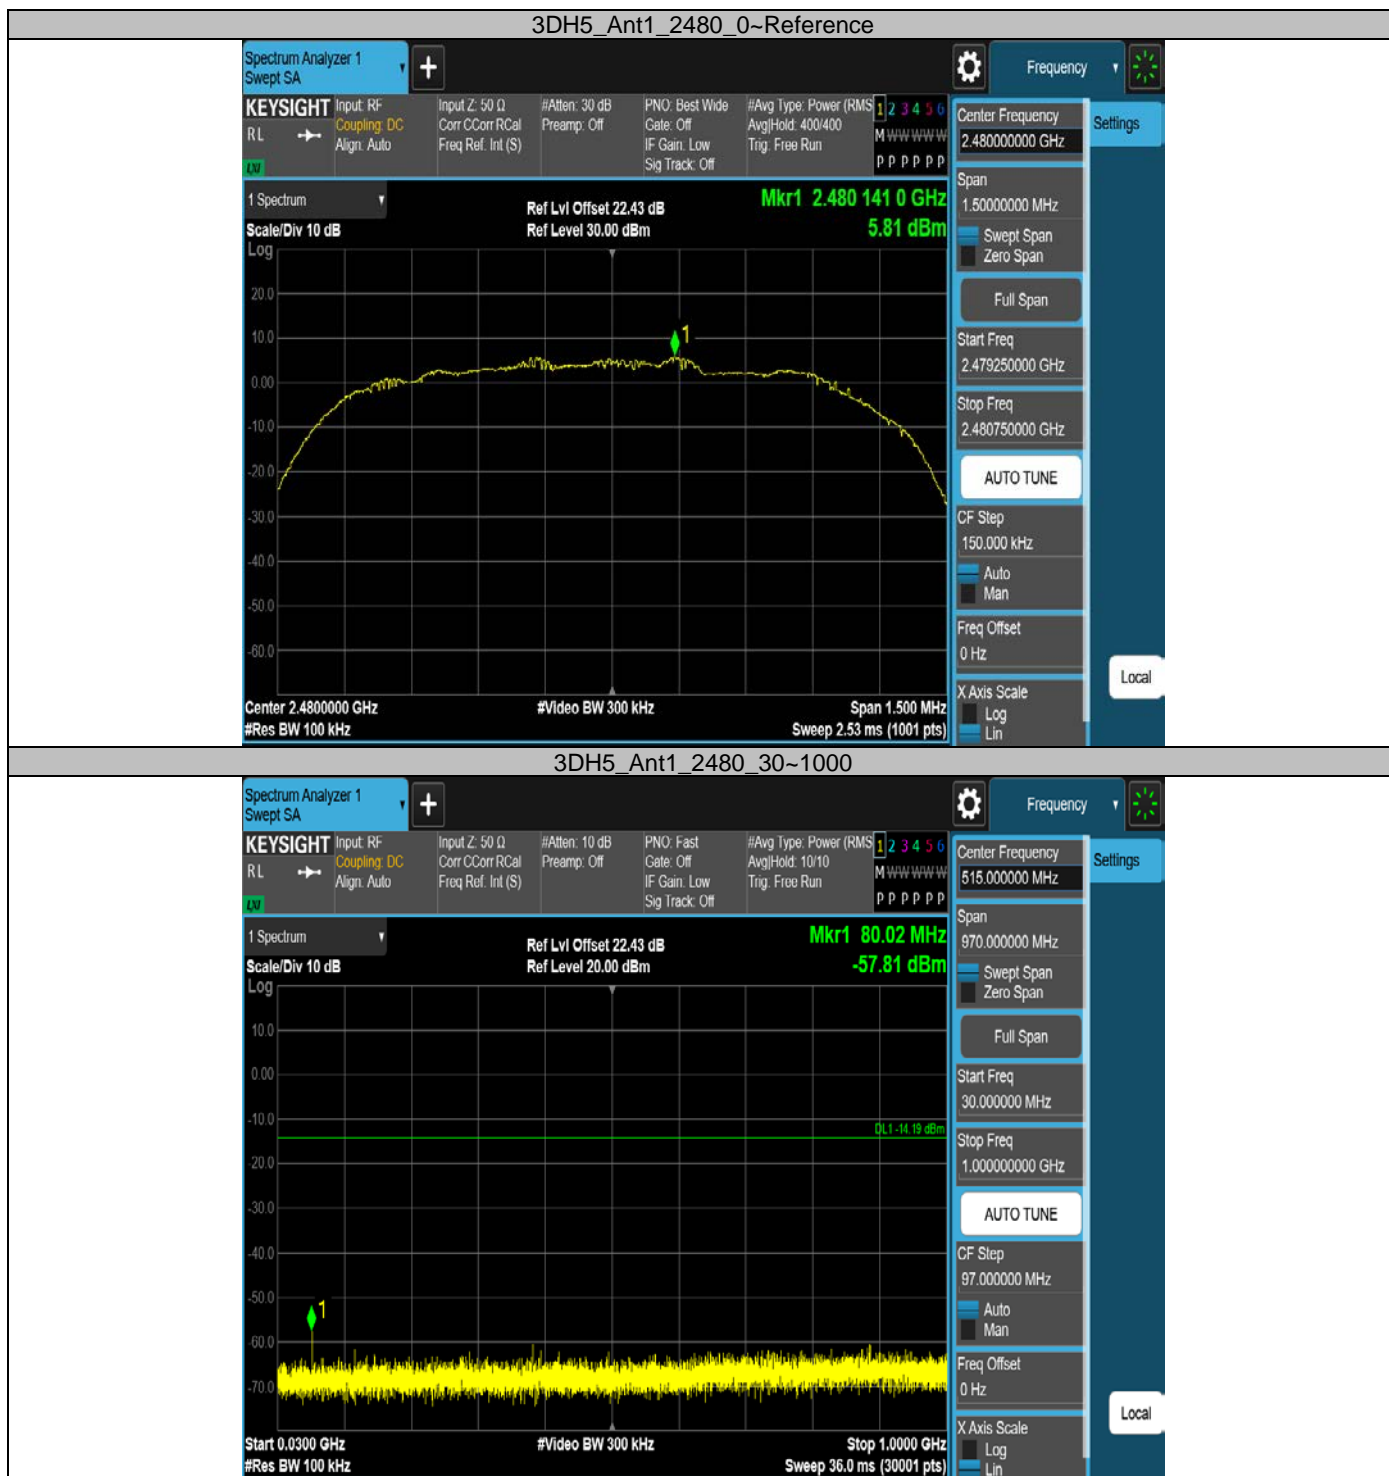 3DH5_Ant1_2480_0~Reference
Spectrum Analyzer 1
Swept SA
+
Frequency
KEYSIGHT
RL
LXI
Input: RF
Coupling: DC
Align: Auto
Input Z: 50 Ω
Corr CCorr RCal
Freq Ref: Int (S)
#Atten: 30 dB
Preamp: Off
PNO: Best Wide
Gate: Off
IF Gain: Low
Sig Track: Off
#Avg Type: Power (RMS
Avg|Hold: 400/400
Trig: Free Run
1 2 3 4 5 6
M W W W W W
P P P P P P
1 Spectrum
Scale/Div 10 dB
Log
Ref Lvl Offset 22.43 dB
Ref Level 30.00 dBm
Mkr1 2.480 141 0 GHz
5.81 dBm
20.0
10.0
0.00
-10.0
-20.0
-30.0
-40.0
-50.0
-60.0
1
Center 2.4800000 GHz
#Res BW 100 kHz
#Video BW 300 kHz
Span 1.500 MHz
Sweep 2.53 ms (1001 pts)
Center Frequency
2.480000000 GHz
Settings
Span
1.50000000 MHz
Swept Span
Zero Span
Full Span
Start Freq
2.479250000 GHz
Stop Freq
2.480750000 GHz
AUTO TUNE
CF Step
150.000 kHz
Auto
Man
Freq Offset
0 Hz
X Axis Scale
Log
Lin
Local
3DH5_Ant1_2480_30~1000
Spectrum Analyzer 1
Swept SA
+
Frequency
KEYSIGHT
RL
LXI
Input: RF
Coupling: DC
Align: Auto
Input Z: 50 Ω
Corr CCorr RCal
Freq Ref: Int (S)
#Atten: 10 dB
Preamp: Off
PNO: Fast
Gate: Off
IF Gain: Low
Sig Track: Off
#Avg Type: Power (RMS
Avg|Hold: 10/10
Trig: Free Run
1 2 3 4 5 6
M W W W W W
P P P P P P
1 Spectrum
Scale/Div 10 dB
Log
Ref Lvl Offset 22.43 dB
Ref Level 20.00 dBm
Mkr1 80.02 MHz
-57.81 dBm
10.0
0.00
-10.0
-20.0
-30.0
-40.0
-50.0
-60.0
-70.0
DL1 -14.19 dBm
1
Start 0.0300 GHz
#Res BW 100 kHz
#Video BW 300 kHz
Stop 1.0000 GHz
Sweep 36.0 ms (30001 pts)
Center Frequency
515.000000 MHz
Settings
Span
970.000000 MHz
Swept Span
Zero Span
Full Span
Start Freq
30.000000 MHz
Stop Freq
1.000000000 GHz
AUTO TUNE
CF Step
97.000000 MHz
Auto
Man
Freq Offset
0 Hz
X Axis Scale
Log
Lin
Local